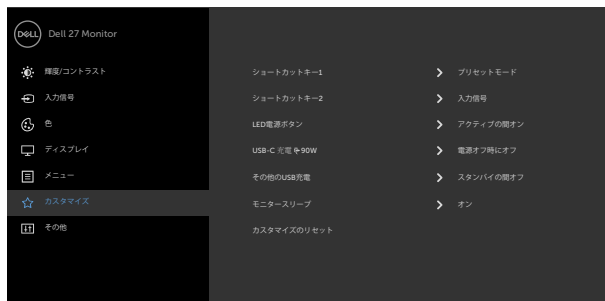 DELL Dell 27 Monitor
輝度/コントラスト
入力信号
色
ディスプレイ
メニュー
カスタマイズ
その他
ショートカットキー1 プリセットモード
ショートカットキー2 入力信号
LED電源ボタン アクティブの間オン
USB-C 充電 90W 電源オフ時にオフ
その他のUSB充電 スタンバイの間オフ
モニタースリープ オン
カスタマイズのリセット